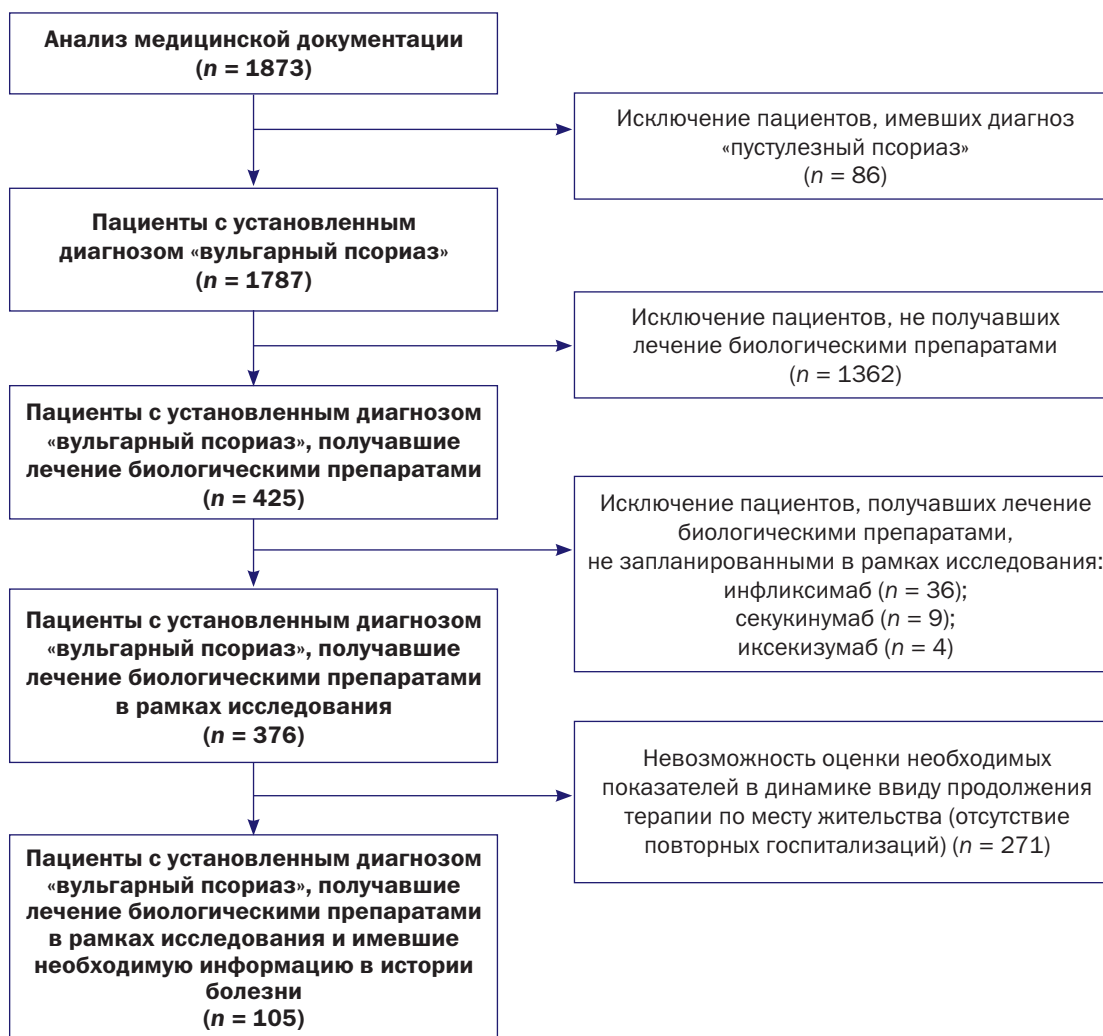 Анализ медицинской документации
(n = 1873)
Исключение пациентов, имевших диагноз
«пустулезный псориаз»
(n = 86)
Пациенты с установленным
диагнозом «вульгарный псориаз»
(n = 1787)
Исключение пациентов, не получавших
лечение биологическими препаратами
(n = 1362)
Пациенты с установленным диагнозом
«вульгарный псориаз», получавшие
лечение биологическими препаратами
(n = 425)
Исключение пациентов, получавших лечение
биологическими препаратами,
не запланированными в рамках исследования:
инфликсимаб (n = 36);
секукинумаб (n = 9);
иксекизумаб (n = 4)
Пациенты с установленным диагнозом
«вульгарный псориаз», получавшие
лечение биологическими препаратами
в рамках исследования
(n = 376)
Невозможность оценки необходимых
показателей в динамике ввиду продолжения
терапии по месту жительства (отсутствие
повторных госпитализаций) (n = 271)
Пациенты с установленным диагнозом
«вульгарный псориаз», получавшие
лечение биологическими препаратами
в рамках исследования и имевшие
необходимую информацию в истории
болезни
(n = 105)